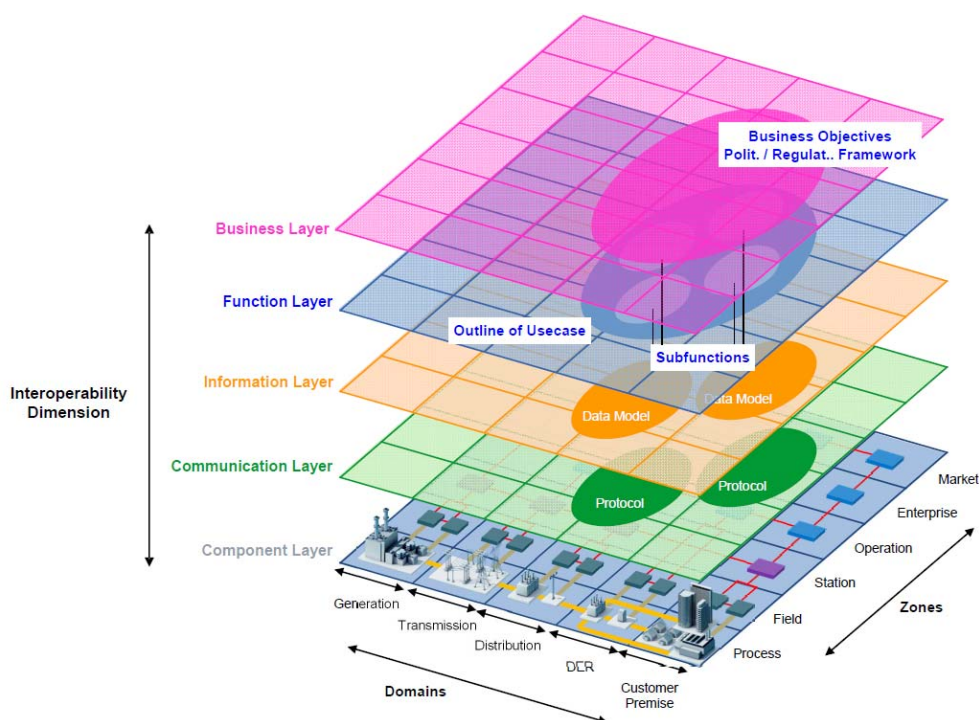 Business Objectives
Polit. / Regulat.. Framework
Business Layer
Function Layer
Outline of Usecase
Subfunctions
Interoperability
Dimension
Information Layer
Data Model
Data Model
Communication Layer
Protocol
Protocol
Component Layer
Market
Enterprise
Operation
Station
Field
Process
Zones
Generation
Transmission
Distribution
DER
Customer
Premise
Domains